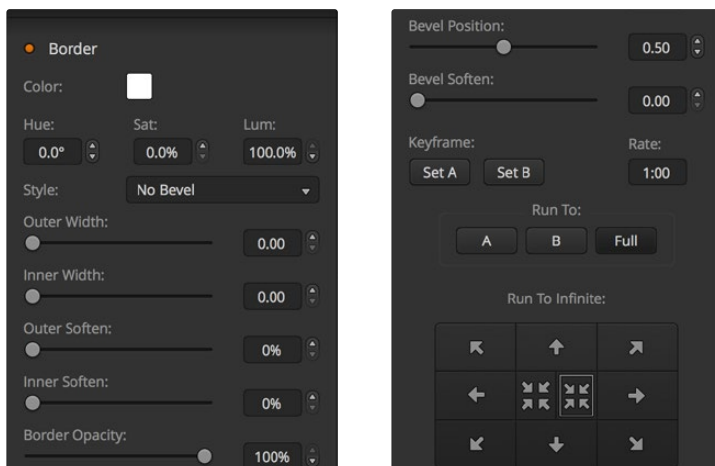 Border
Color:
Hue: Sat: Lum:
0.0° 0.0% 100.0%
Style: No Bevel
Outer Width:
0.00
Inner Width:
0.00
Outer Soften:
0%
Inner Soften:
0%
Border Opacity:
100%
Bevel Position:
0.50
Bevel Soften:
0.00
Keyframe: Rate:
Set A Set B 1:00
Run To:
A B Full
Run To Infinite: